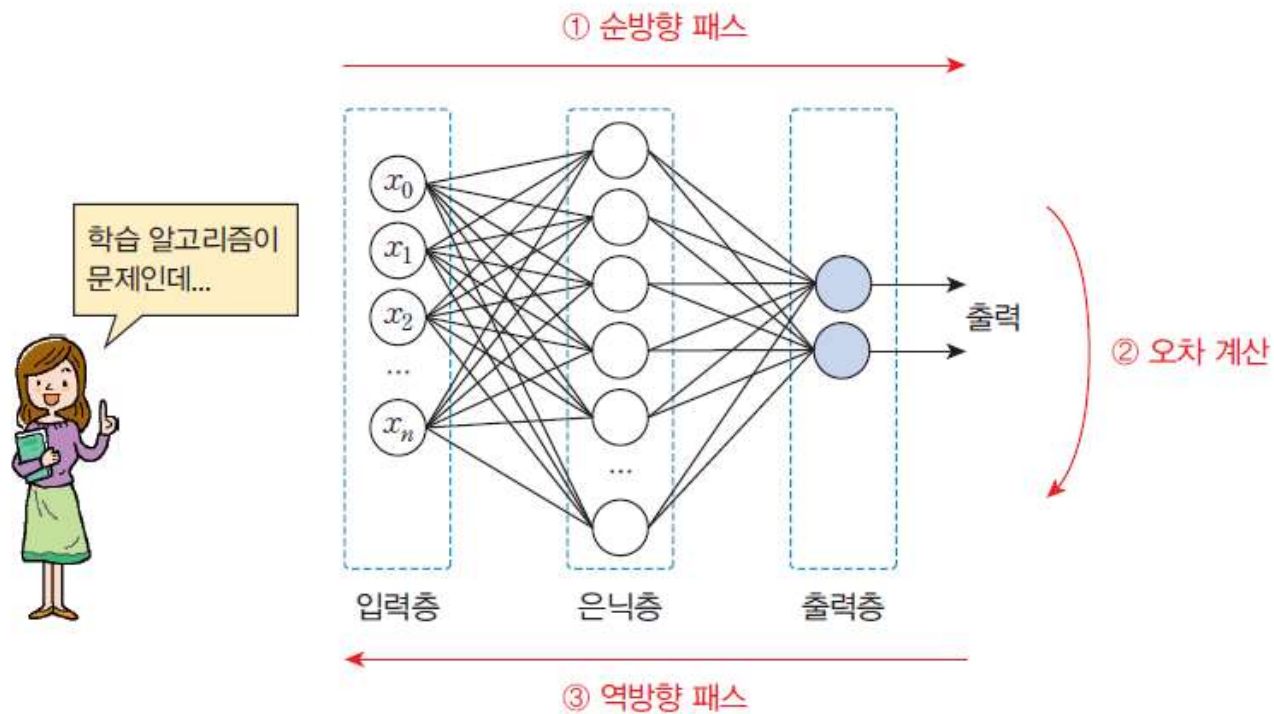 ① 순방향 패스
학습 알고리즘이
문제인데...
x₀
x₁
x₂
...
xₙ
...
출력
② 오차 계산
입력층
은닉층
출력층
③ 역방향 패스